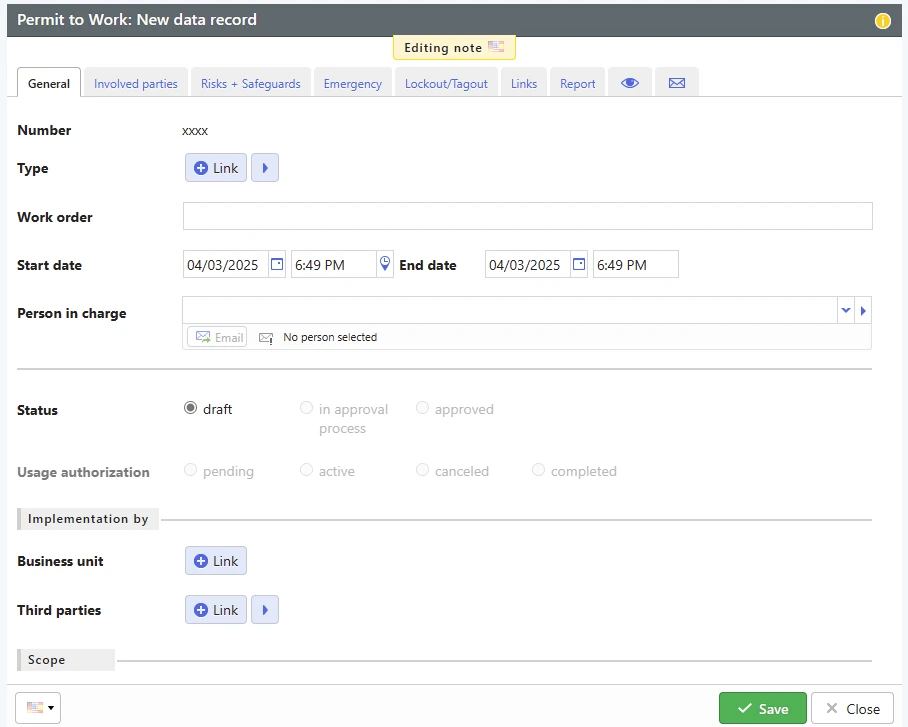 Permit to Work: New data record
Editing note
General Involved parties Risks + Safeguards Emergency Lockout/Tagout Links Report
Number xxxx
Type Link
Work order
Start date 04/03/2025 6:49 PM End date 04/03/2025 6:49 PM
Person in charge
Email No person selected
Status draft in approval process approved
Usage authorization pending active canceled completed
Implementation by
Business unit Link
Third parties Link
Scope
Save Close